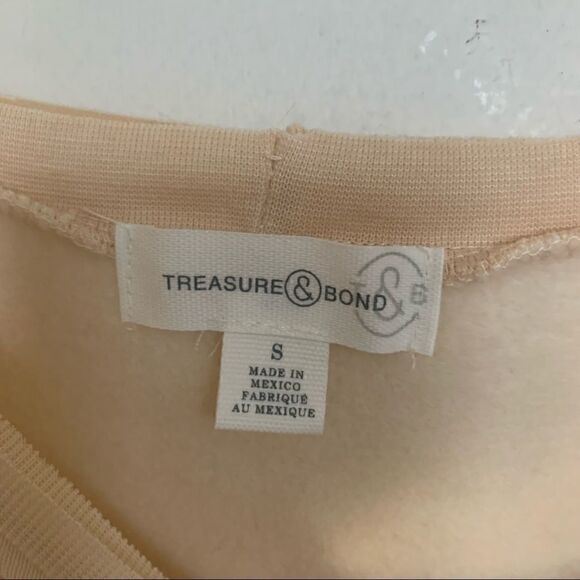 TREASURE & BOND
& B
S
MADE IN
MEXICO
FABRIQUÉ
AU MEXIQUE